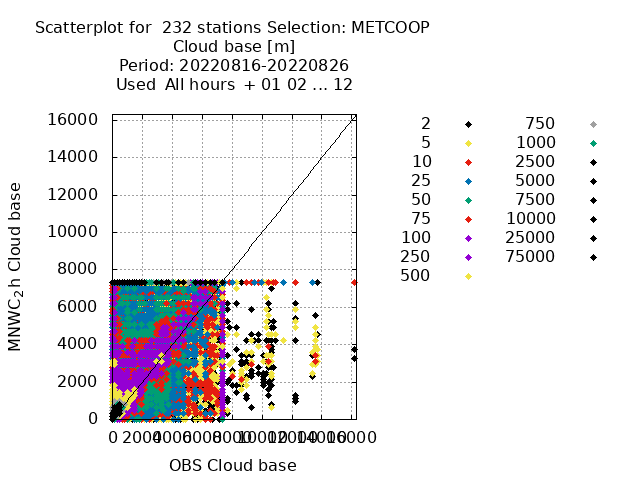 Scatterplot for  232 stations Selection: METCOOP
Cloud base [m]
Period: 20220816-20220826
Used  All hours  + 01 02 ... 12
16000
14000
12000
10000
8000
6000
4000
2000
0
MNWC2h Cloud base
0 2000 4000 6000 8000 10000 12000 14000 16000
OBS Cloud base
2 750
5 1000
10 2500
25 5000
50 7500
75 10000
100 25000
250 75000
500